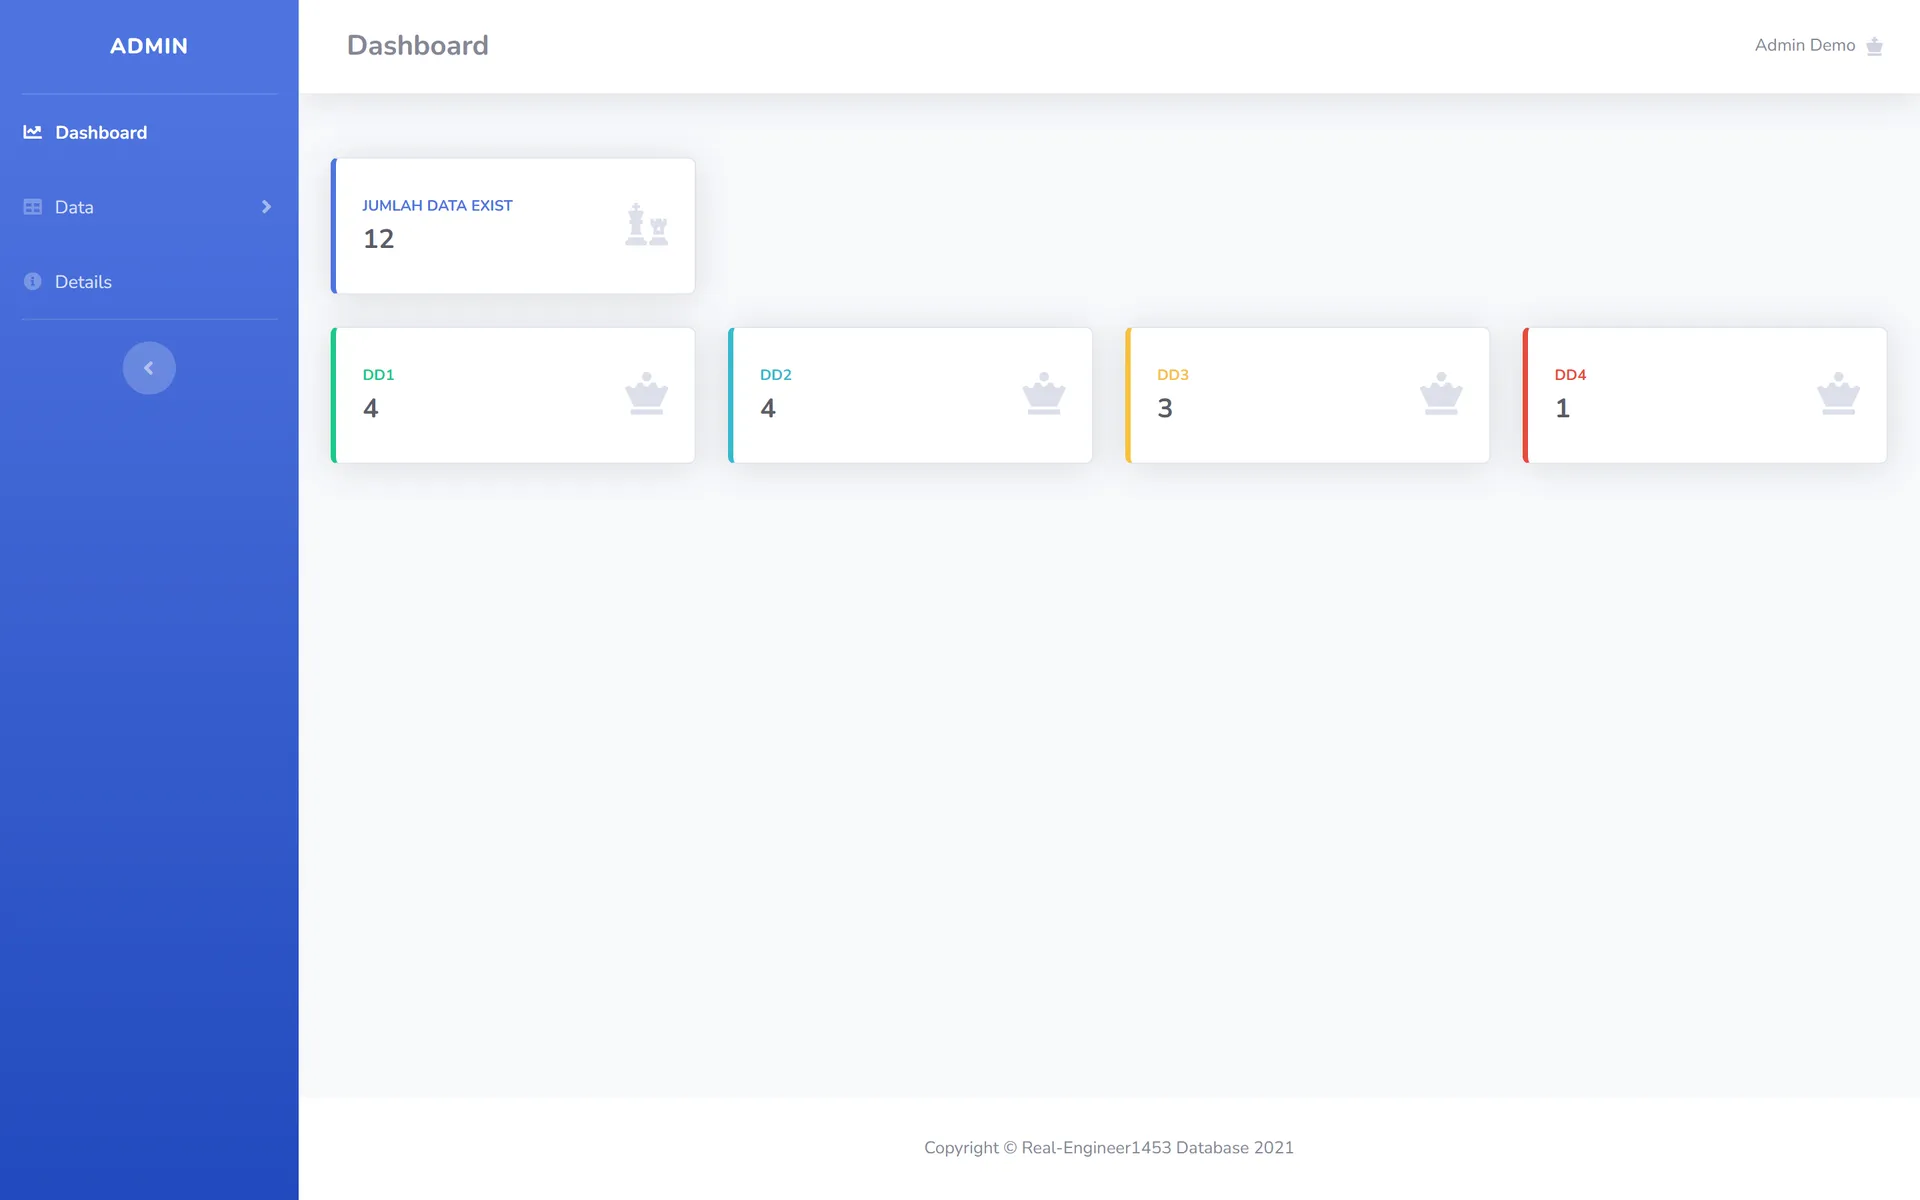 ADMIN
Dashboard
Data
Details
Dashboard
Admin Demo
JUMLAH DATA EXIST
12
DD1
4
DD2
4
DD3
3
DD4
1
Copyright © Real-Engineer1453 Database 2021